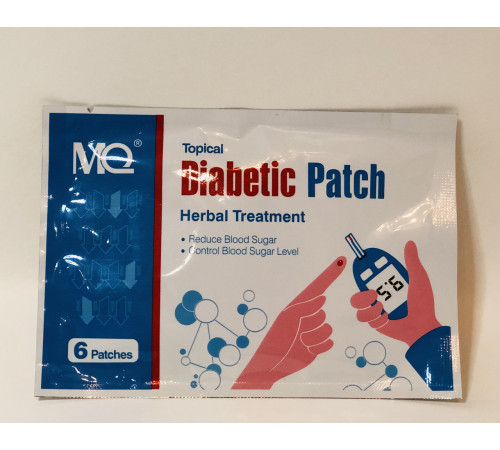 MQ®
Topical
Diabetic Patch
Herbal Treatment
• Reduce Blood Sugar
• Control Blood Sugar Level
5.6
6 Patches